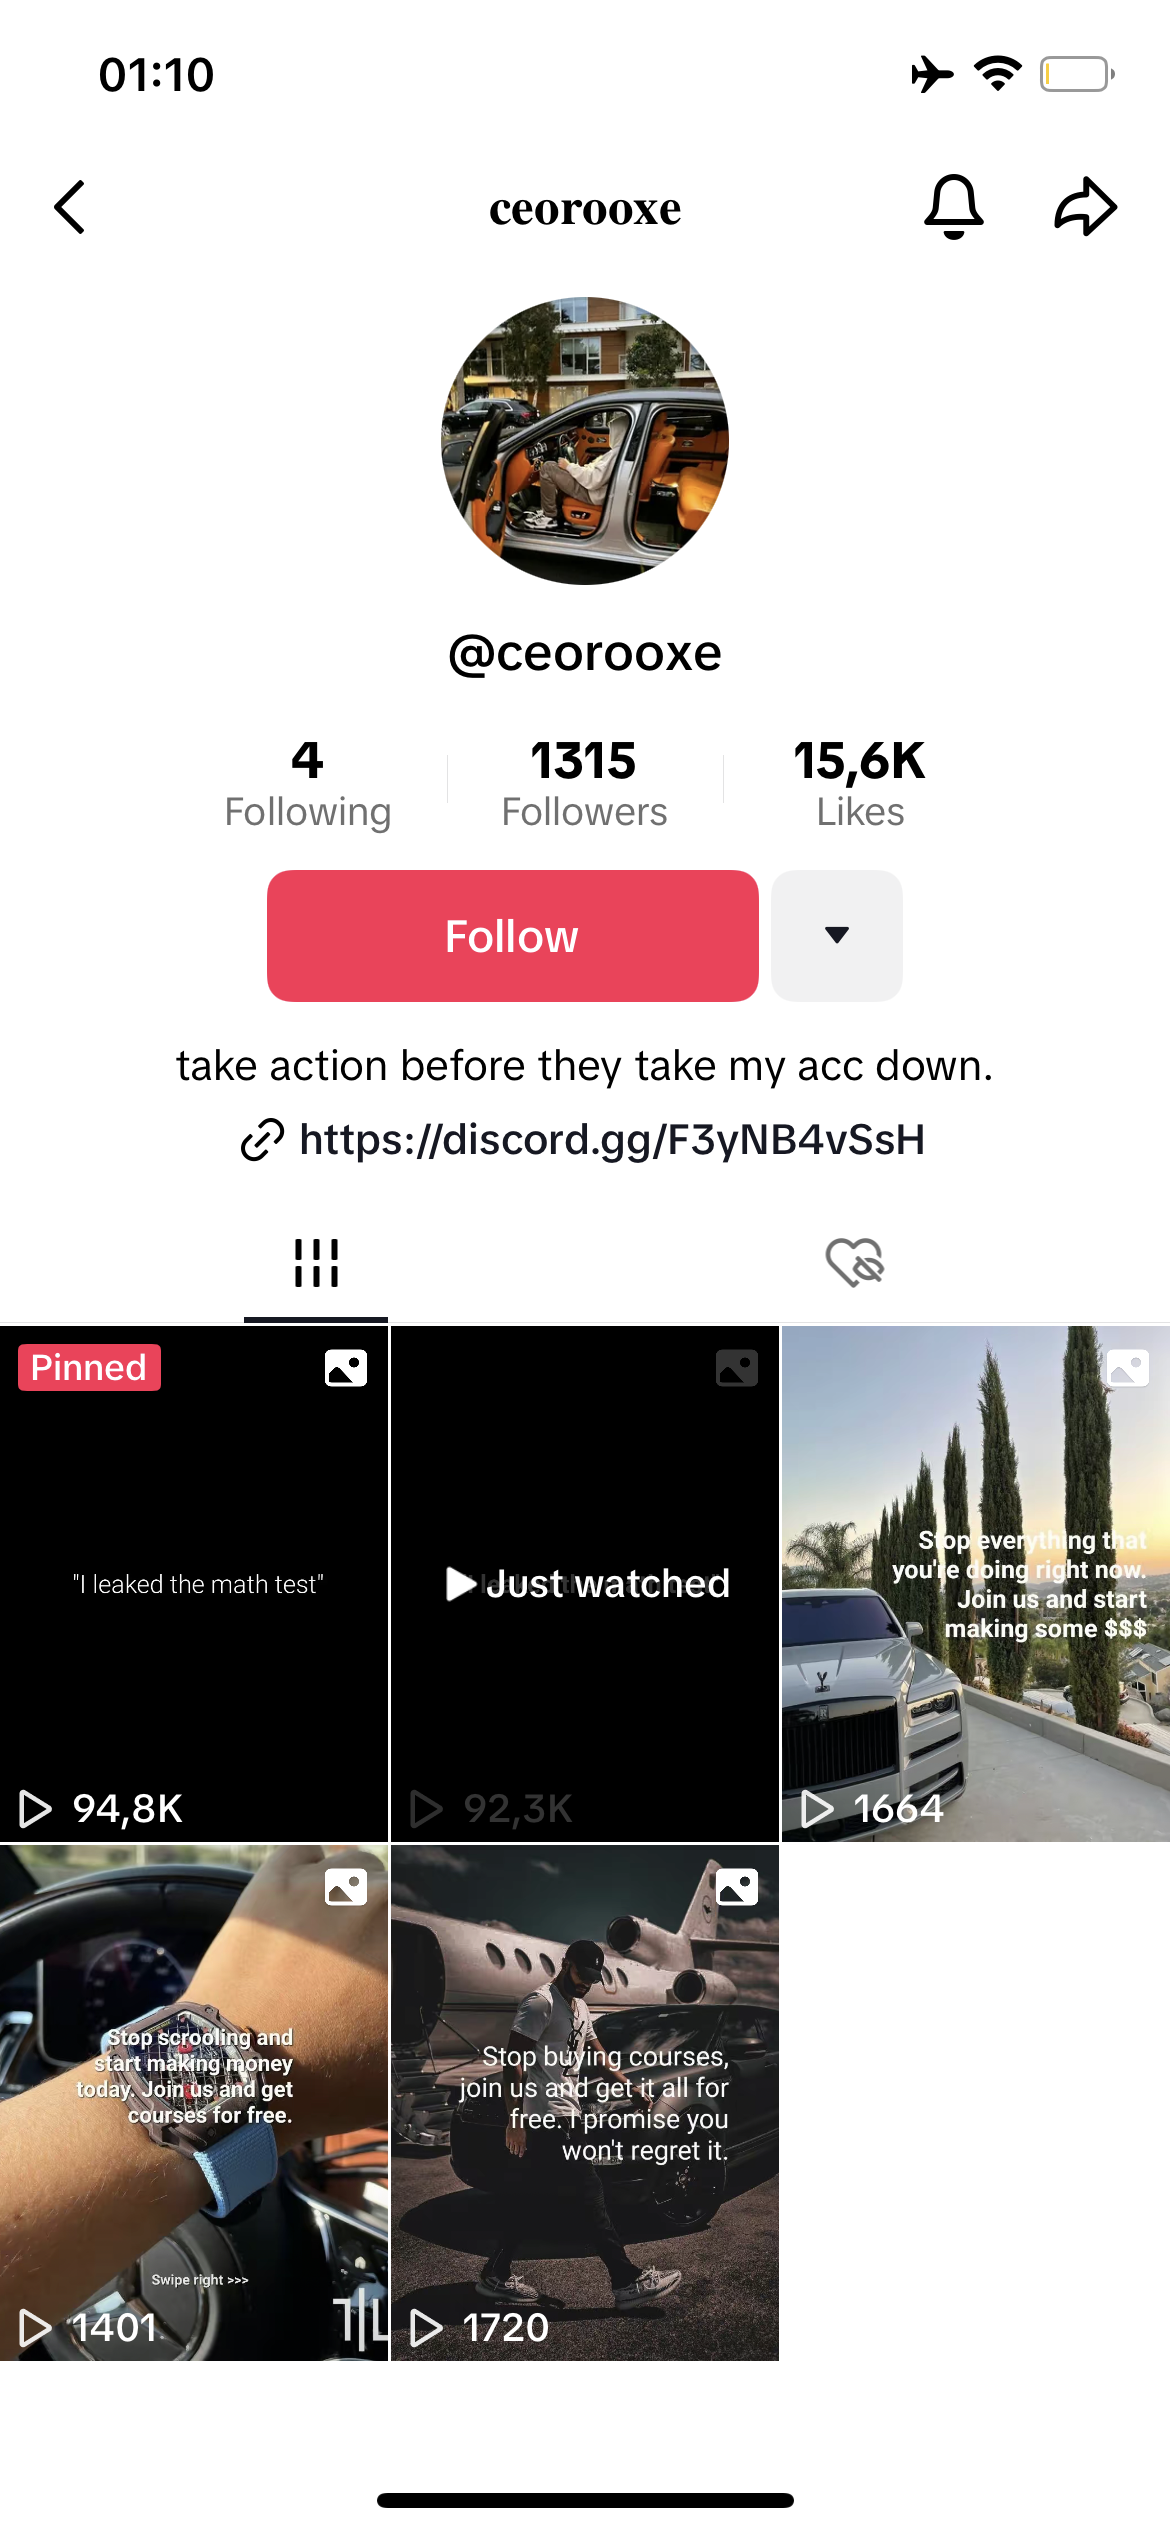 01:10
ceorooxe
@ceorooxe
4
Following
1315
Followers
15,6K
Likes
Follow
take action before they take my acc down.
https://discord.gg/F3yNB4vSsH
Pinned
"I leaked the math test"
94,8K
Just watched
92,3K
Stop everything that
you're doing right now.
Join us and start
making some $$$
1664
Stop scrooling and
start making money
today. Join us and get
courses for free.
Swipe right >>>
1401
Stop buying courses,
join us and get it all for
free. I promise you
won't regret it.
1720